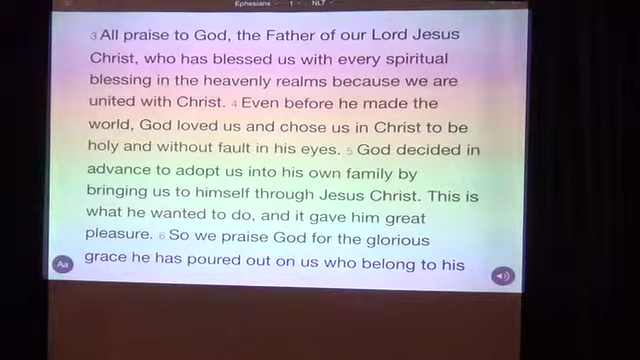 Ephesians 1 NLT
3 All praise to God, the Father of our Lord Jesus
Christ, who has blessed us with every spiritual
blessing in the heavenly realms because we are
united with Christ. 4 Even before he made the
world, God loved us and chose us in Christ to be
holy and without fault in his eyes. 5 God decided in
advance to adopt us into his own family by
bringing us to himself through Jesus Christ. This is
what he wanted to do, and it gave him great
pleasure. 6 So we praise God for the glorious
grace he has poured out on us who belong to his
Aa